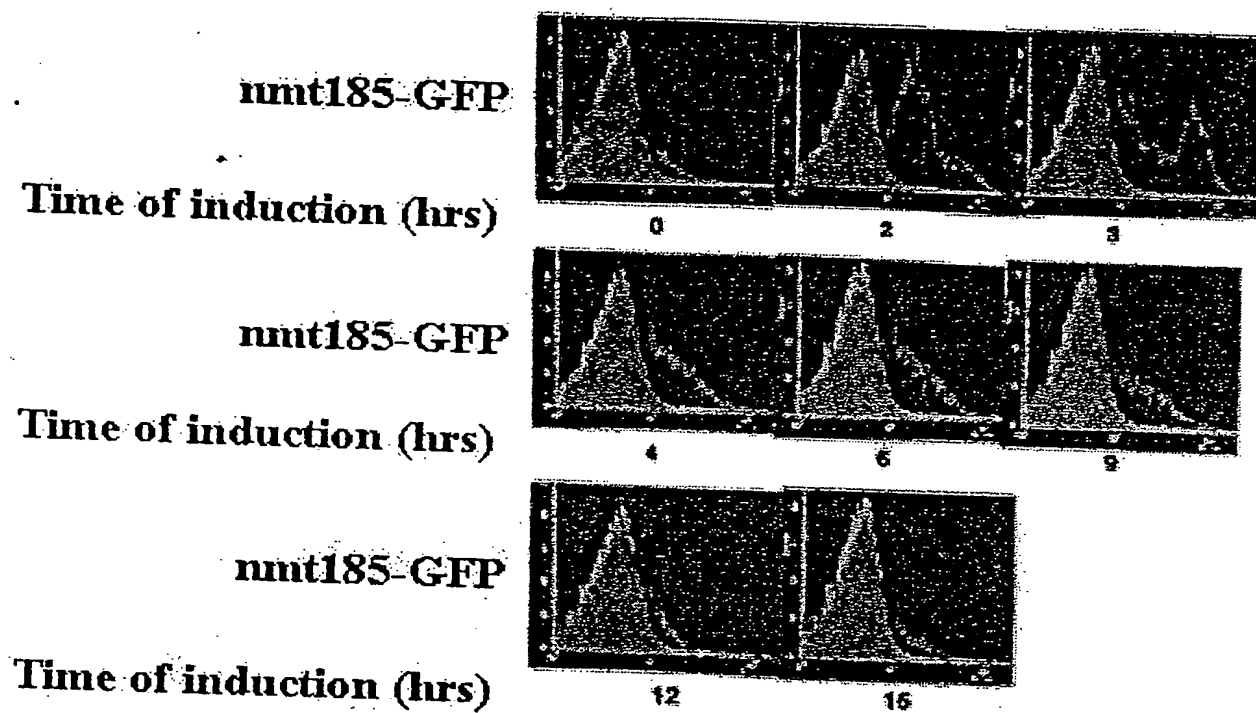 nmt185-GFP
Time of induction (hrs)
0 2 3
nmt185-GFP
Time of induction (hrs)
4 6 9
nmt185-GFP
Time of induction (hrs)
12 15